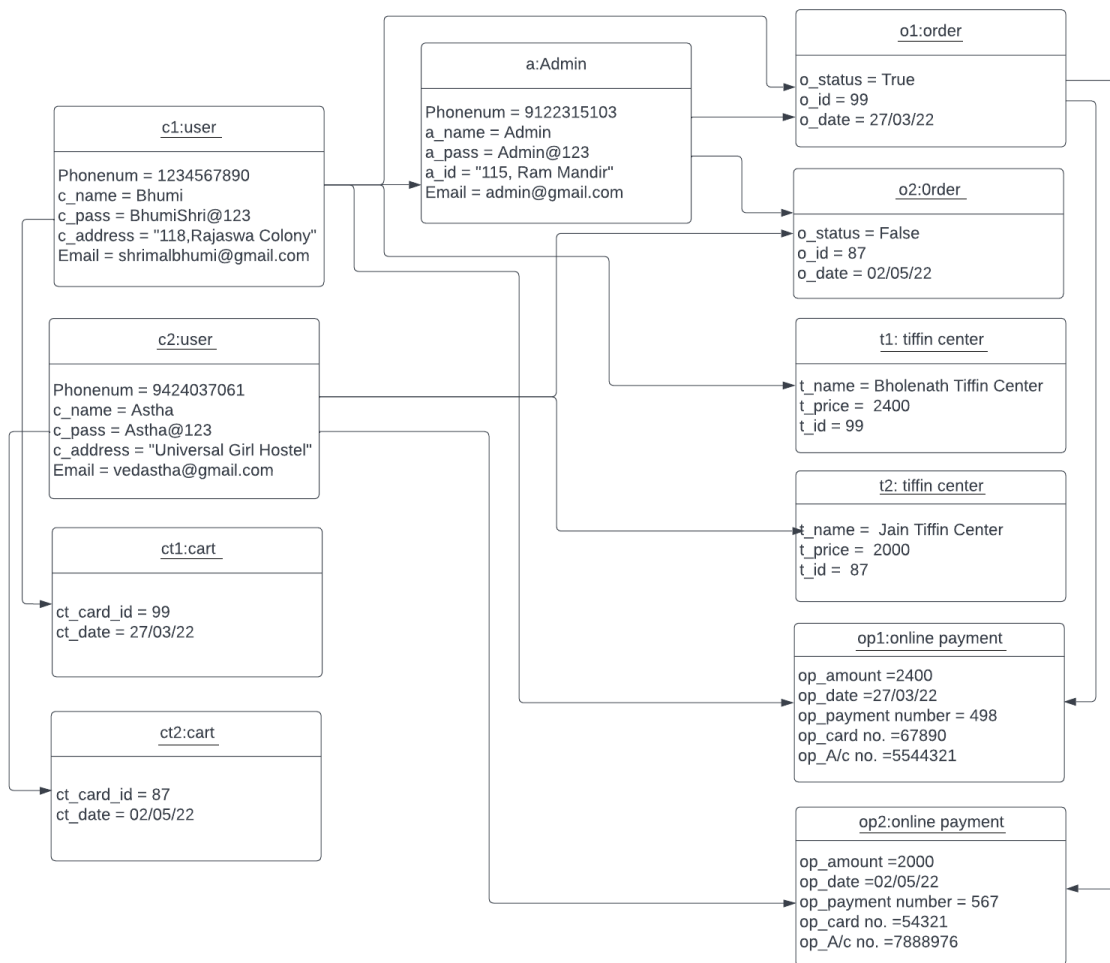 c1:user
Phonenum = 1234567890
c_name = Bhumi
c_pass = BhumiShri@123
c_address = "118,Rajaswa Colony"
Email = shrimalbhumi@gmail.com
c2:user
Phonenum = 9424037061
c_name = Astha
c_pass = Astha@123
c_address = "Universal Girl Hostel"
Email = vedastha@gmail.com
ct1:cart
ct_card_id = 99
ct_date = 27/03/22
ct2:cart
ct_card_id = 87
ct_date = 02/05/22
a:Admin
Phonenum = 9122315103
a_name = Admin
a_pass = Admin@123
a_id = "115, Ram Mandir"
Email = admin@gmail.com
o1:order
o_status = True
o_id = 99
o_date = 27/03/22
o2:0rder
o_status = False
o_id = 87
o_date = 02/05/22
t1: tiffin center
t_name = Bholenath Tiffin Center
t_price =  2400
t_id = 99
t2: tiffin center
t_name =  Jain Tiffin Center
t_price =  2000
t_id =  87
op1:online payment
op_amount =2400
op_date =27/03/22
op_payment number = 498
op_card no. =67890
op_A/c no. =5544321
op2:online payment
op_amount =2000
op_date =02/05/22
op_payment number = 567
op_card no. =54321
op_A/c no. =7888976